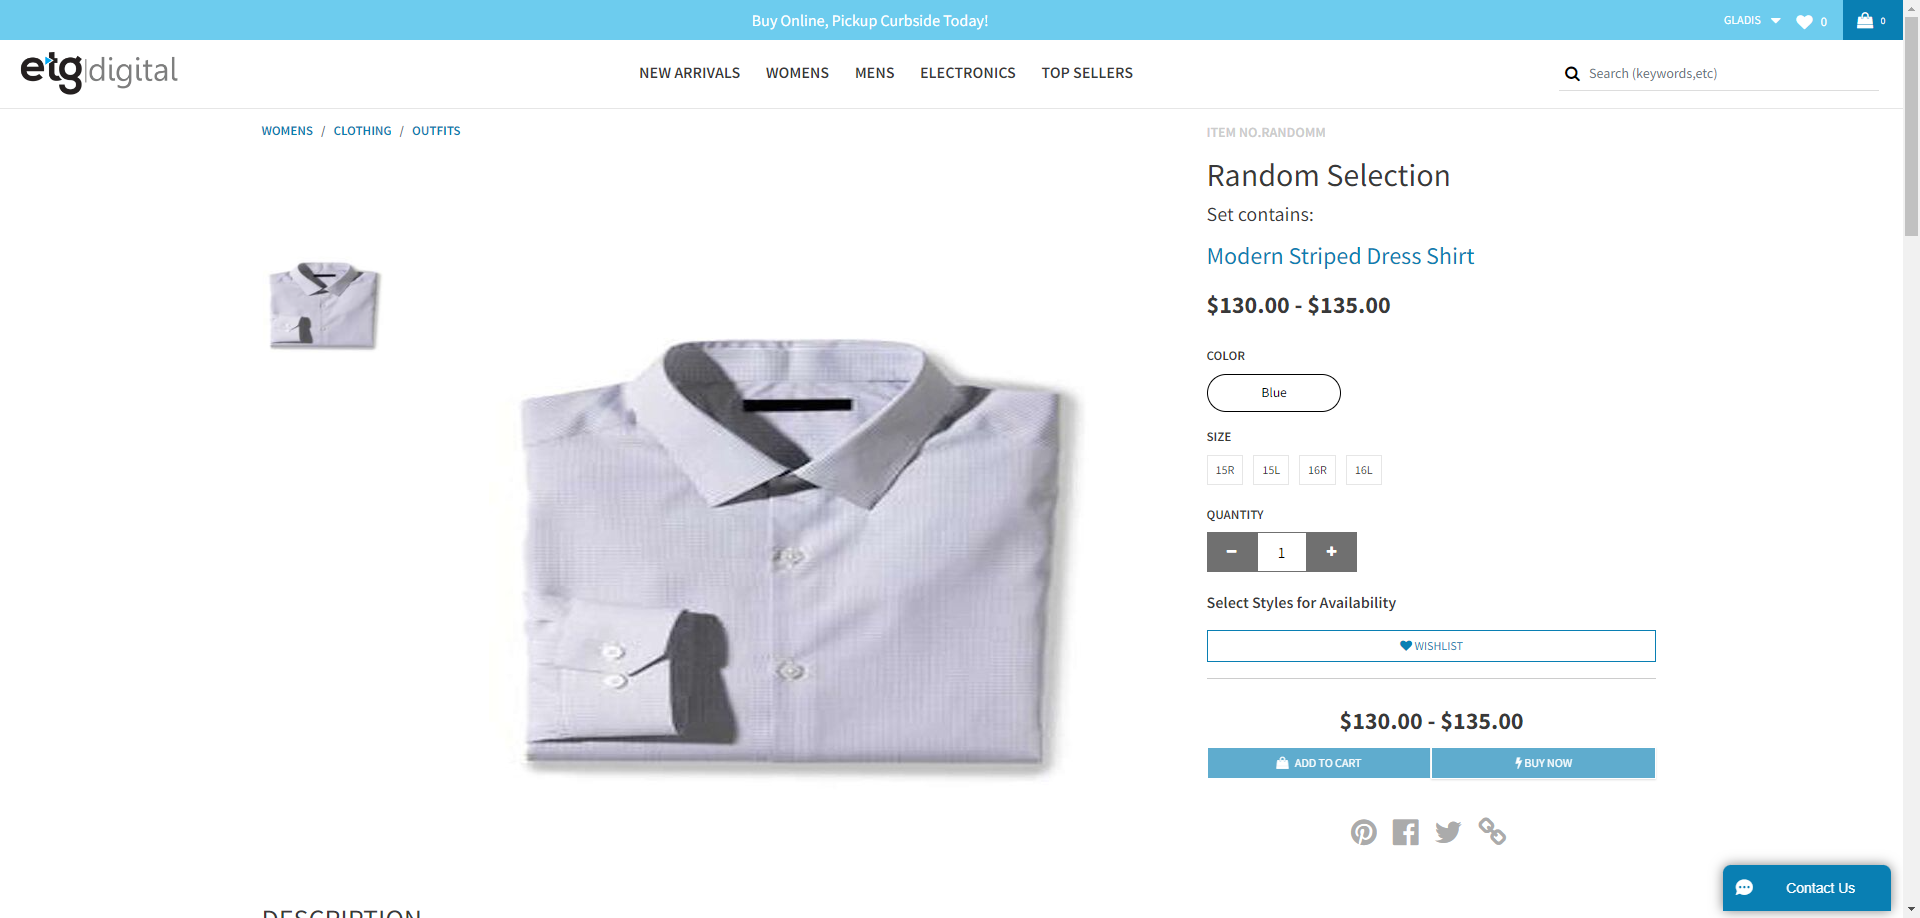 Buy Online, Pickup Curbside Today!
GLADIS
0
0
etg|digital
NEW ARRIVALS WOMENS MENS ELECTRONICS TOP SELLERS
Search (keywords,etc)
WOMENS / CLOTHING / OUTFITS
ITEM NO.RANDOMM
Random Selection
Set contains:
Modern Striped Dress Shirt
$130.00 - $135.00
COLOR
Blue
SIZE
15R 15L 16R 16L
QUANTITY
- 1 +
Select Styles for Availability
WISHLIST
$130.00 - $135.00
ADD TO CART BUY NOW
Contact Us
DESCRIPTION